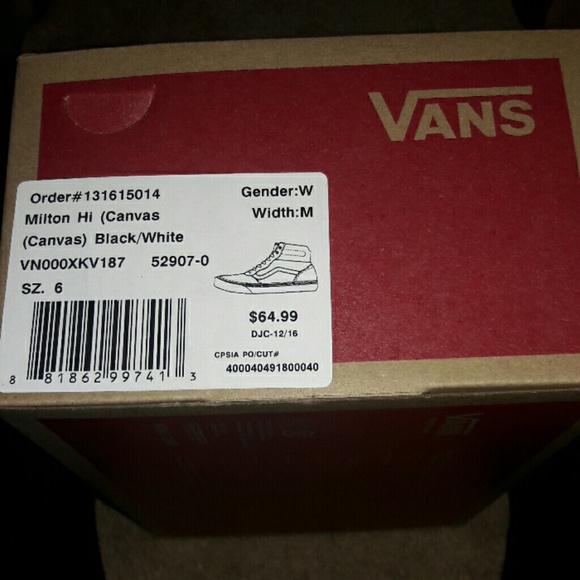 VANS
Order#131615014 Gender:W
Milton Hi (Canvas Width:M
(Canvas) Black/White
VN000XKV187 52907-0
SZ. 6
$64.99
DJC-12/16
CPSIA PO/CUT#
400040491800040
8 81862 99741 3